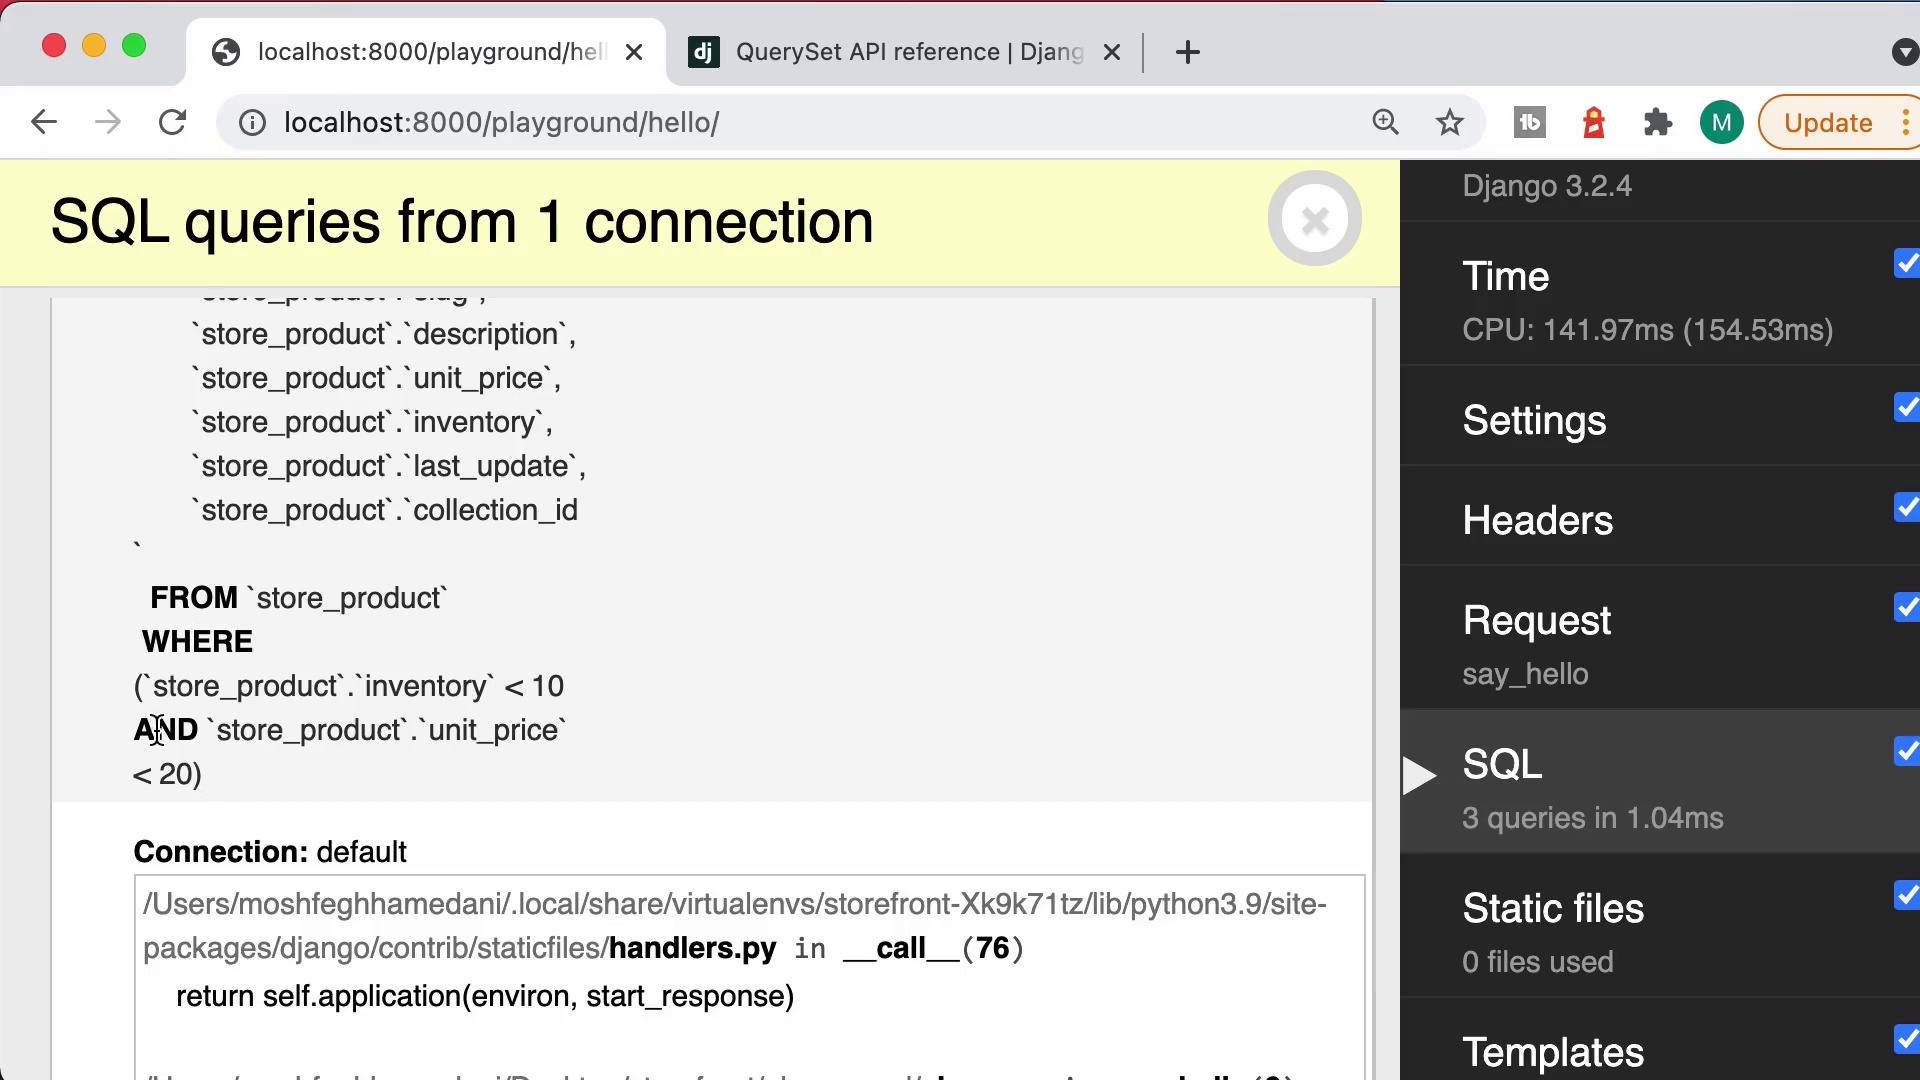 localhost:8000/playground/hel
dj QuerySet API reference | Djang
localhost:8000/playground/hello/
tb
M
Update
SQL queries from 1 connection
`store_product`.`slug`,
`store_product`.`description`,
`store_product`.`unit_price`,
`store_product`.`inventory`,
`store_product`.`last_update`,
`store_product`.`collection_id
`
FROM `store_product`
WHERE
(`store_product`.`inventory` < 10
AND `store_product`.`unit_price`
< 20)
Connection: default
/Users/moshfeghhamedani/.local/share/virtualenvs/storefront-Xk9k71tz/lib/python3.9/site-
packages/django/contrib/staticfiles/handlers.py in __call__(76)
return self.application(environ, start_response)
Django 3.2.4
Time
CPU: 141.97ms (154.53ms)
Settings
Headers
Request
say_hello
SQL
3 queries in 1.04ms
Static files
0 files used
Templates